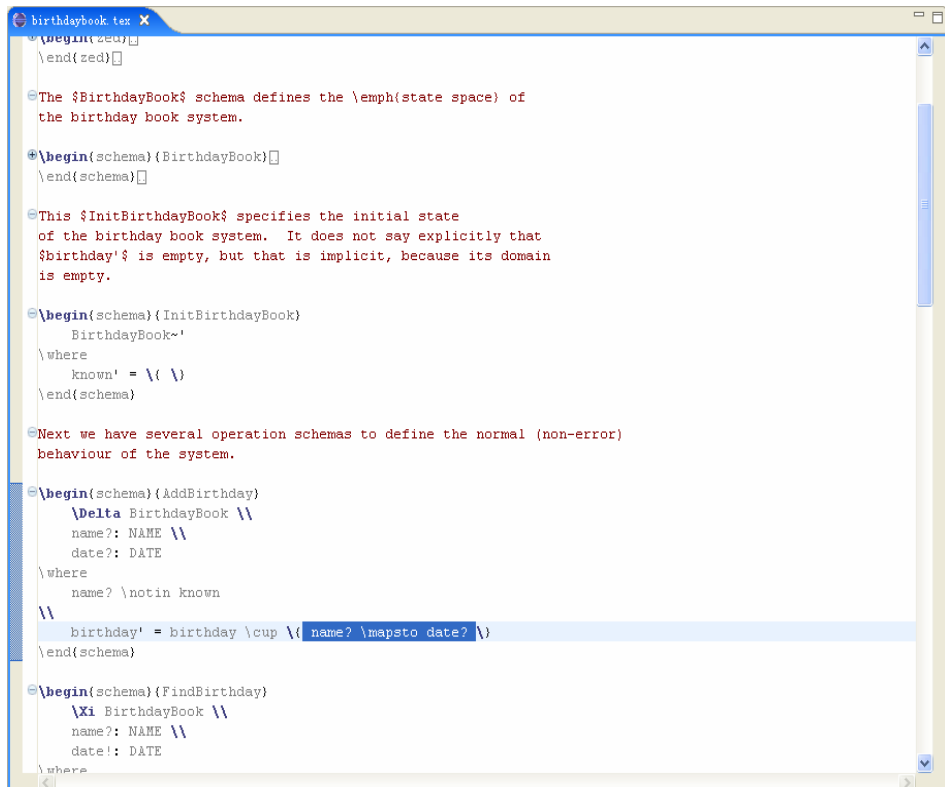 birthdaybook.tex
\begin{zed}
\end{zed}
The $BirthdayBook$ schema defines the \emph{state space} of
the birthday book system.
\begin{schema}{BirthdayBook}
\end{schema}
This $InitBirthdayBook$ specifies the initial state
of the birthday book system.  It does not say explicitly that
$birthday'$ is empty, but that is implicit, because its domain
is empty.
\begin{schema}{InitBirthdayBook}
BirthdayBook~'
\where
known' = \{ \}
\end{schema}
Next we have several operation schemas to define the normal (non-error)
behaviour of the system.
\begin{schema}{AddBirthday}
\Delta BirthdayBook \\
name?: NAME \\
date?: DATE
\where
name? \notin known
\\
birthday' = birthday \cup \{ name? \mapsto date? \}
\end{schema}
\begin{schema}{FindBirthday}
\Xi BirthdayBook \\
name?: NAME \\
date!: DATE
\where